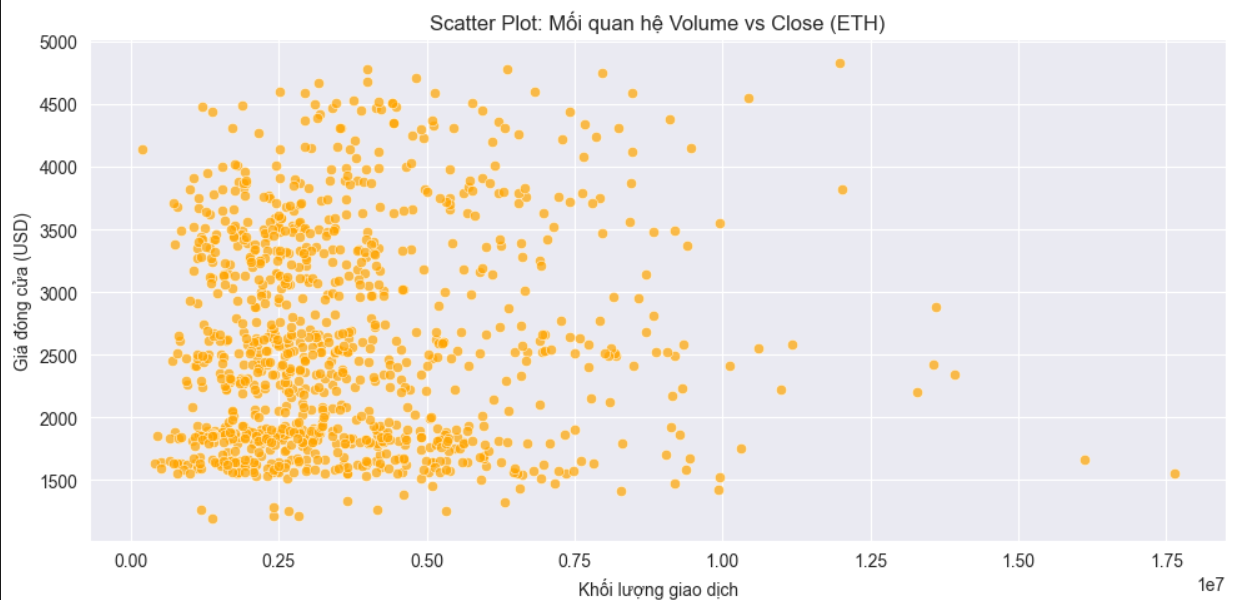 Scatter Plot: Mối quan hệ Volume vs Close (ETH)
Giá đóng cửa (USD)
5000
4500
4000
3500
3000
2500
2000
1500
0.00 0.25 0.50 0.75 1.00 1.25 1.50 1.75
1e7
Khối lượng giao dịch